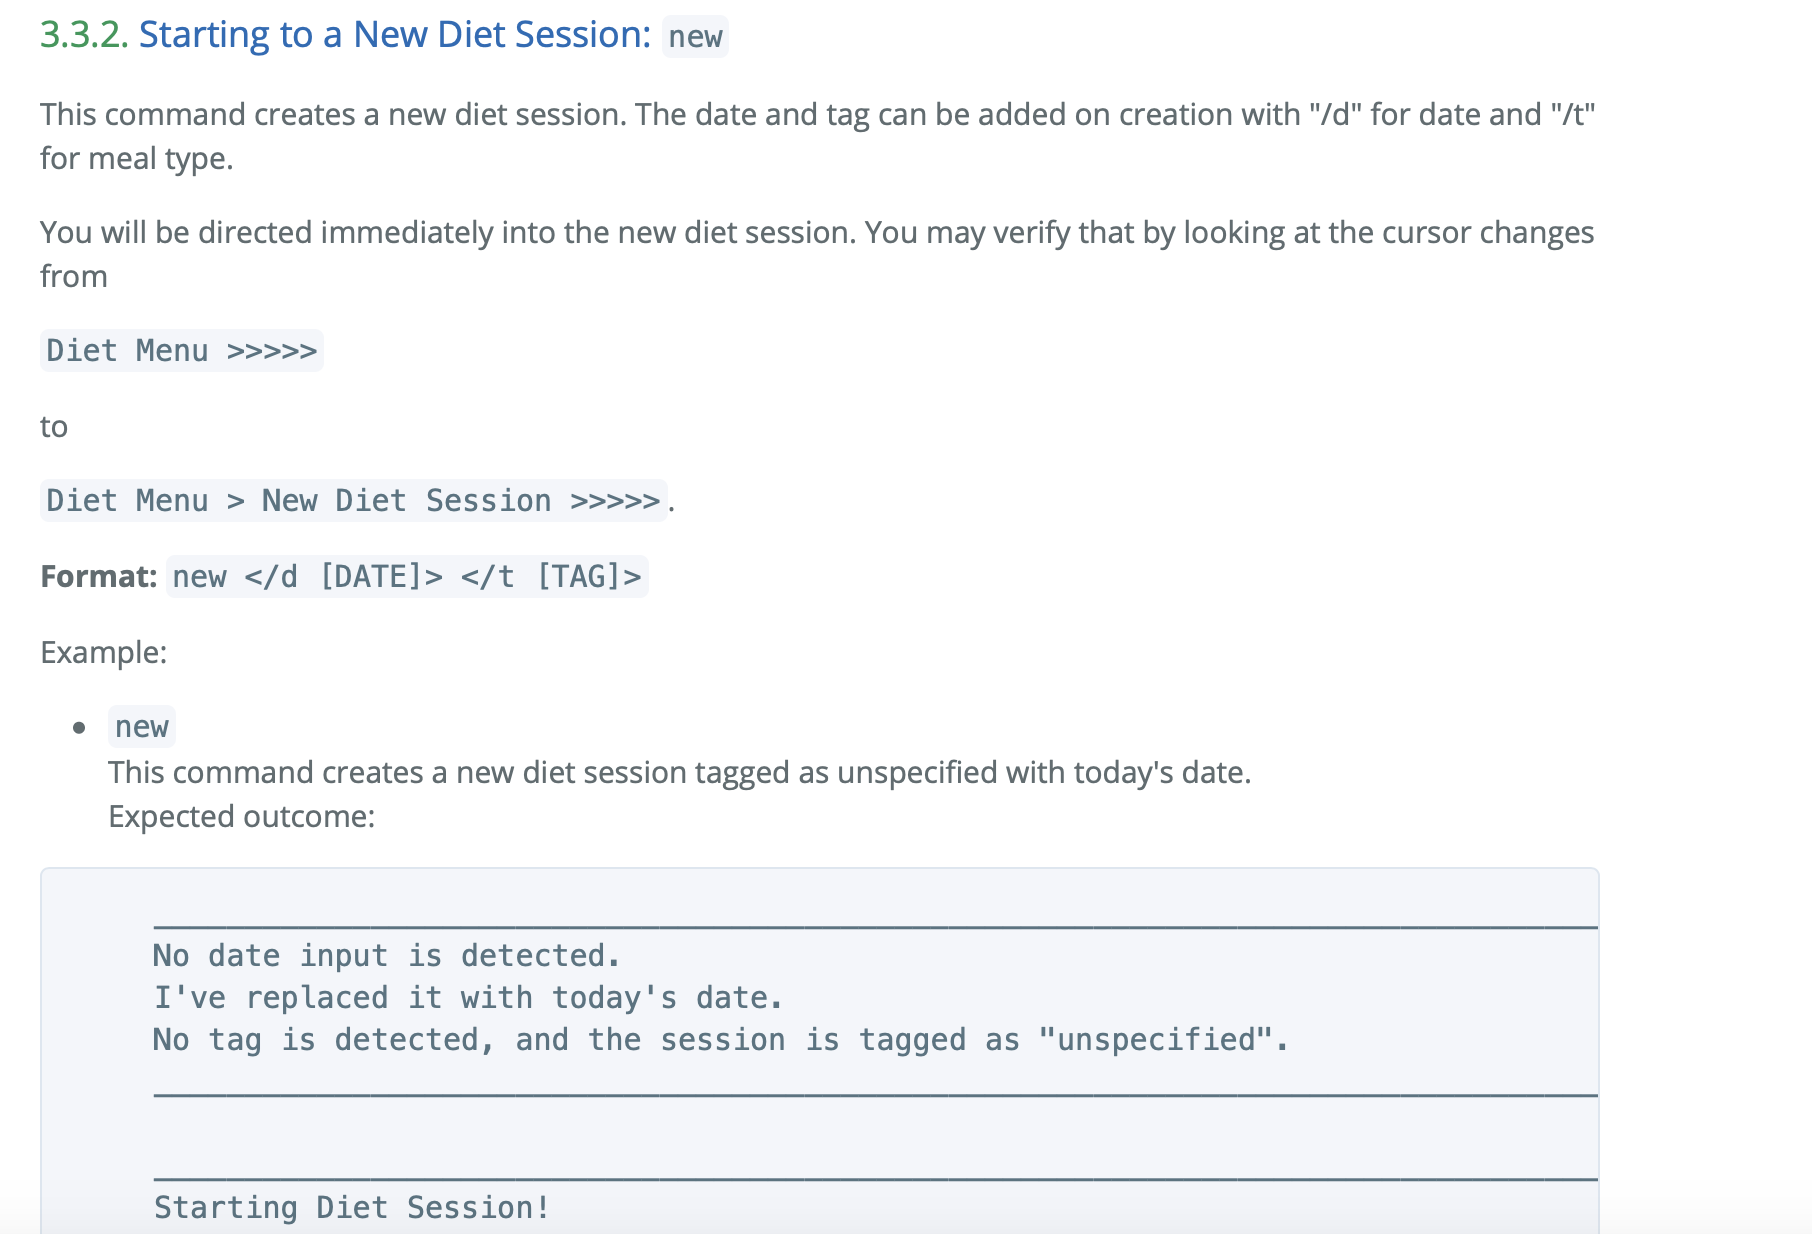 3.3.2. Starting to a New Diet Session: new
This command creates a new diet session. The date and tag can be added on creation with "/d" for date and "/t"
for meal type.
You will be directed immediately into the new diet session. You may verify that by looking at the cursor changes
from
Diet Menu >>>>>
to
Diet Menu > New Diet Session >>>>>.
Format: new </d [DATE]> </t [TAG]>
Example:
• new
This command creates a new diet session tagged as unspecified with today's date.
Expected outcome:
No date input is detected.
I've replaced it with today's date.
No tag is detected, and the session is tagged as "unspecified".
Starting Diet Session!